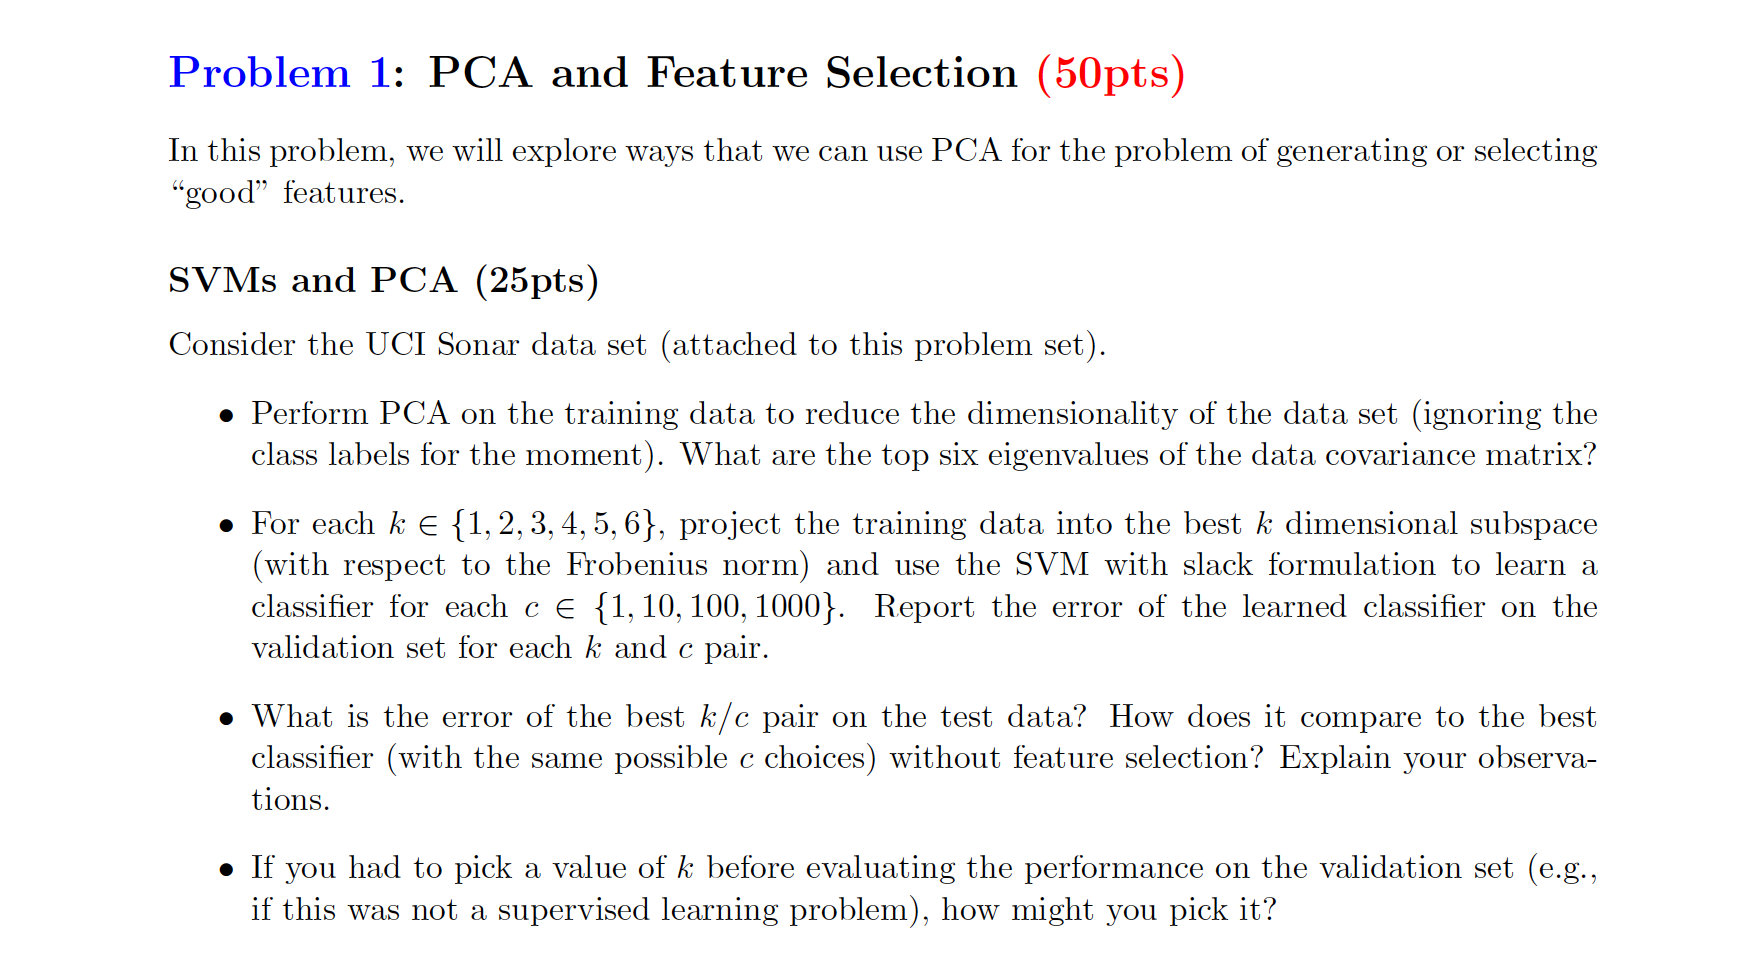 Problem 1: PCA and Feature Selection (50pts)
In this problem, we will explore ways that we can use PCA for the problem of generating or selecting
“good” features.
SVMs and PCA (25pts)
Consider the UCI Sonar data set (attached to this problem set).
• Perform PCA on the training data to reduce the dimensionality of the data set (ignoring the
class labels for the moment). What are the top six eigenvalues of the data covariance matrix?
• For each k ∈ {1, 2, 3, 4, 5, 6}, project the training data into the best k dimensional subspace
(with respect to the Frobenius norm) and use the SVM with slack formulation to learn a
classifier for each c ∈ {1, 10, 100, 1000}. Report the error of the learned classifier on the
validation set for each k and c pair.
• What is the error of the best k/c pair on the test data? How does it compare to the best
classifier (with the same possible c choices) without feature selection? Explain your observa-
tions.
• If you had to pick a value of k before evaluating the performance on the validation set (e.g.,
if this was not a supervised learning problem), how might you pick it?